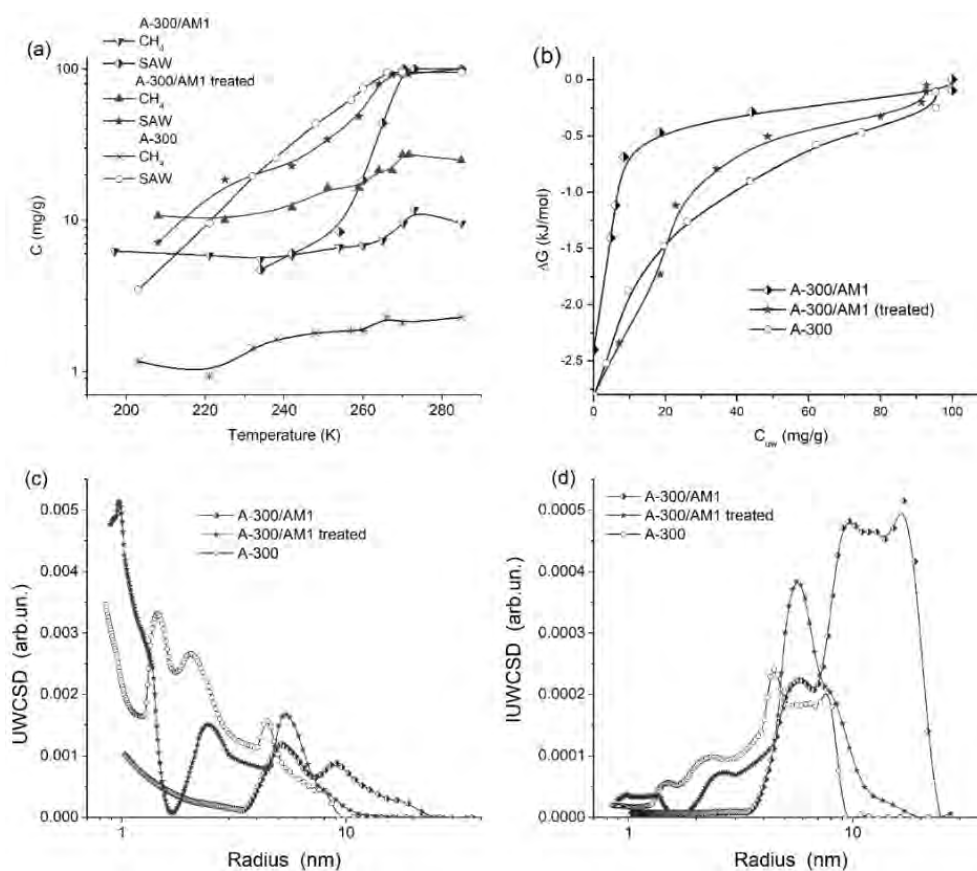 (a)
A-300/AM1
CH₄
SAW
A-300/AM1 treated
CH₄
SAW
A-300
CH₄
SAW
100
10
1
C (mg/g)
200 220 240 260 280
Temperature (K)
(b)
0.0
-0.5
-1.0
-1.5
-2.0
-2.5
ΔG (kJ/mol)
A-300/AM1
A-300/AM1 (treated)
A-300
0 20 40 60 80 100
C_uw (mg/g)
(c)
0.005
0.004
0.003
0.002
0.001
0.000
UWCSD (arb.un.)
A-300/AM1
A-300/AM1 treated
A-300
1 10
Radius (nm)
(d)
0.0005
0.0004
0.0003
0.0002
0.0001
0.0000
IUWCSD (arb.un.)
A-300/AM1
A-300/AM1 treated
A-300
1 10
Radius (nm)